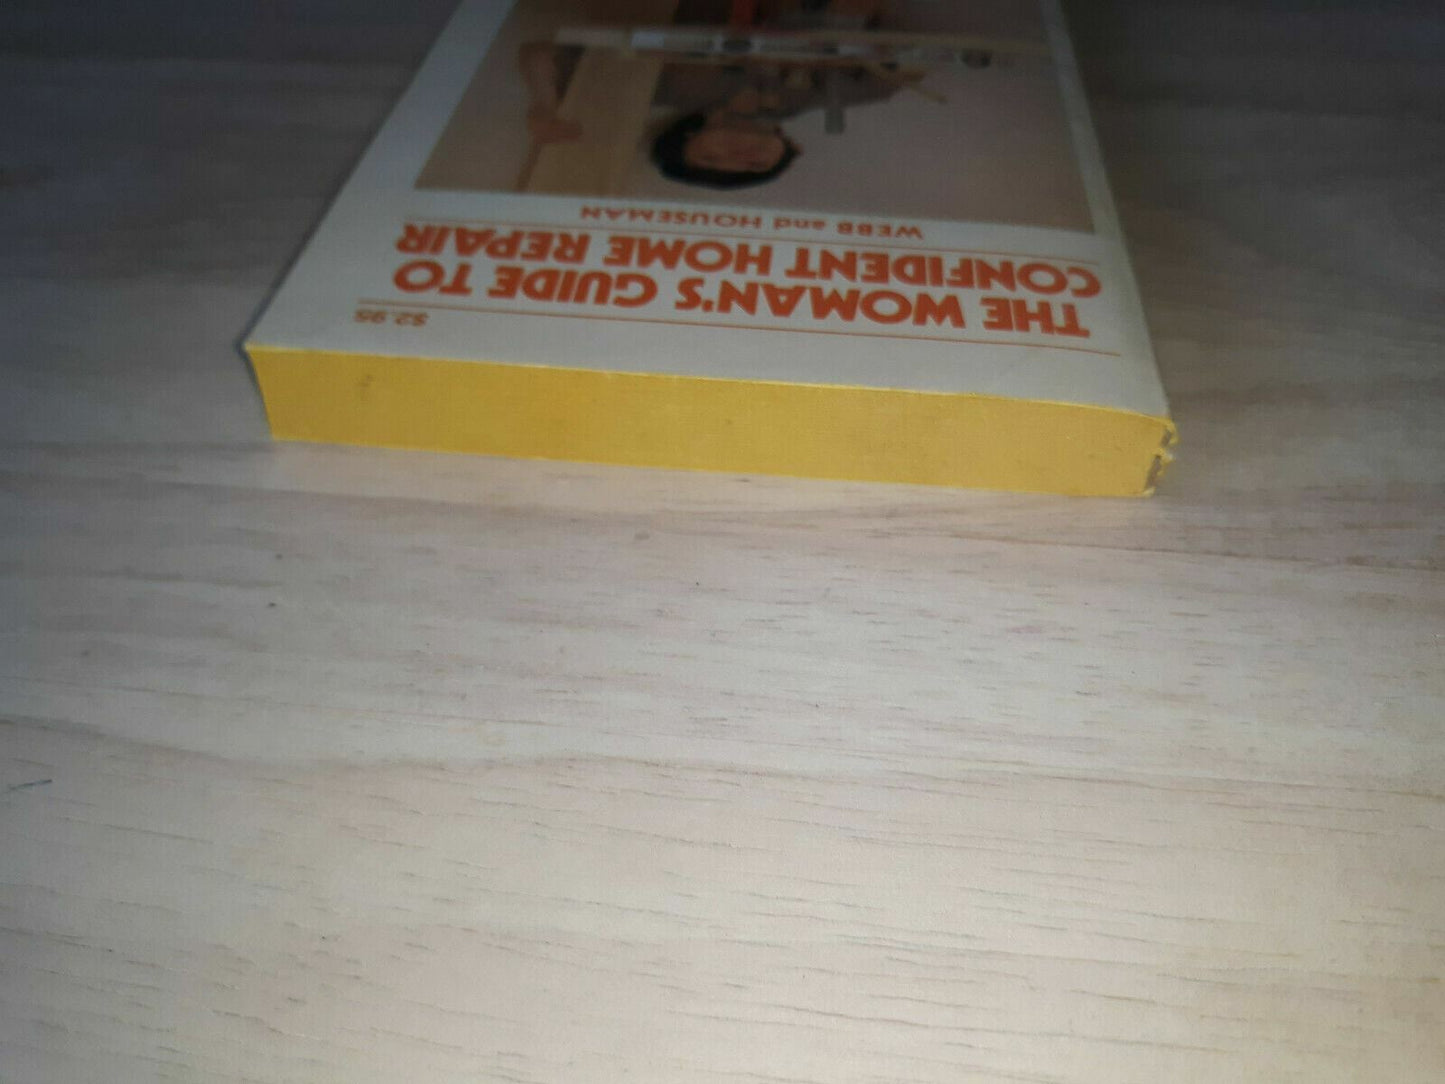 $2.95
THE WOMAN'S GUIDE TO
CONFIDENT HOME REPAIR
WEBB and HOUSEMAN